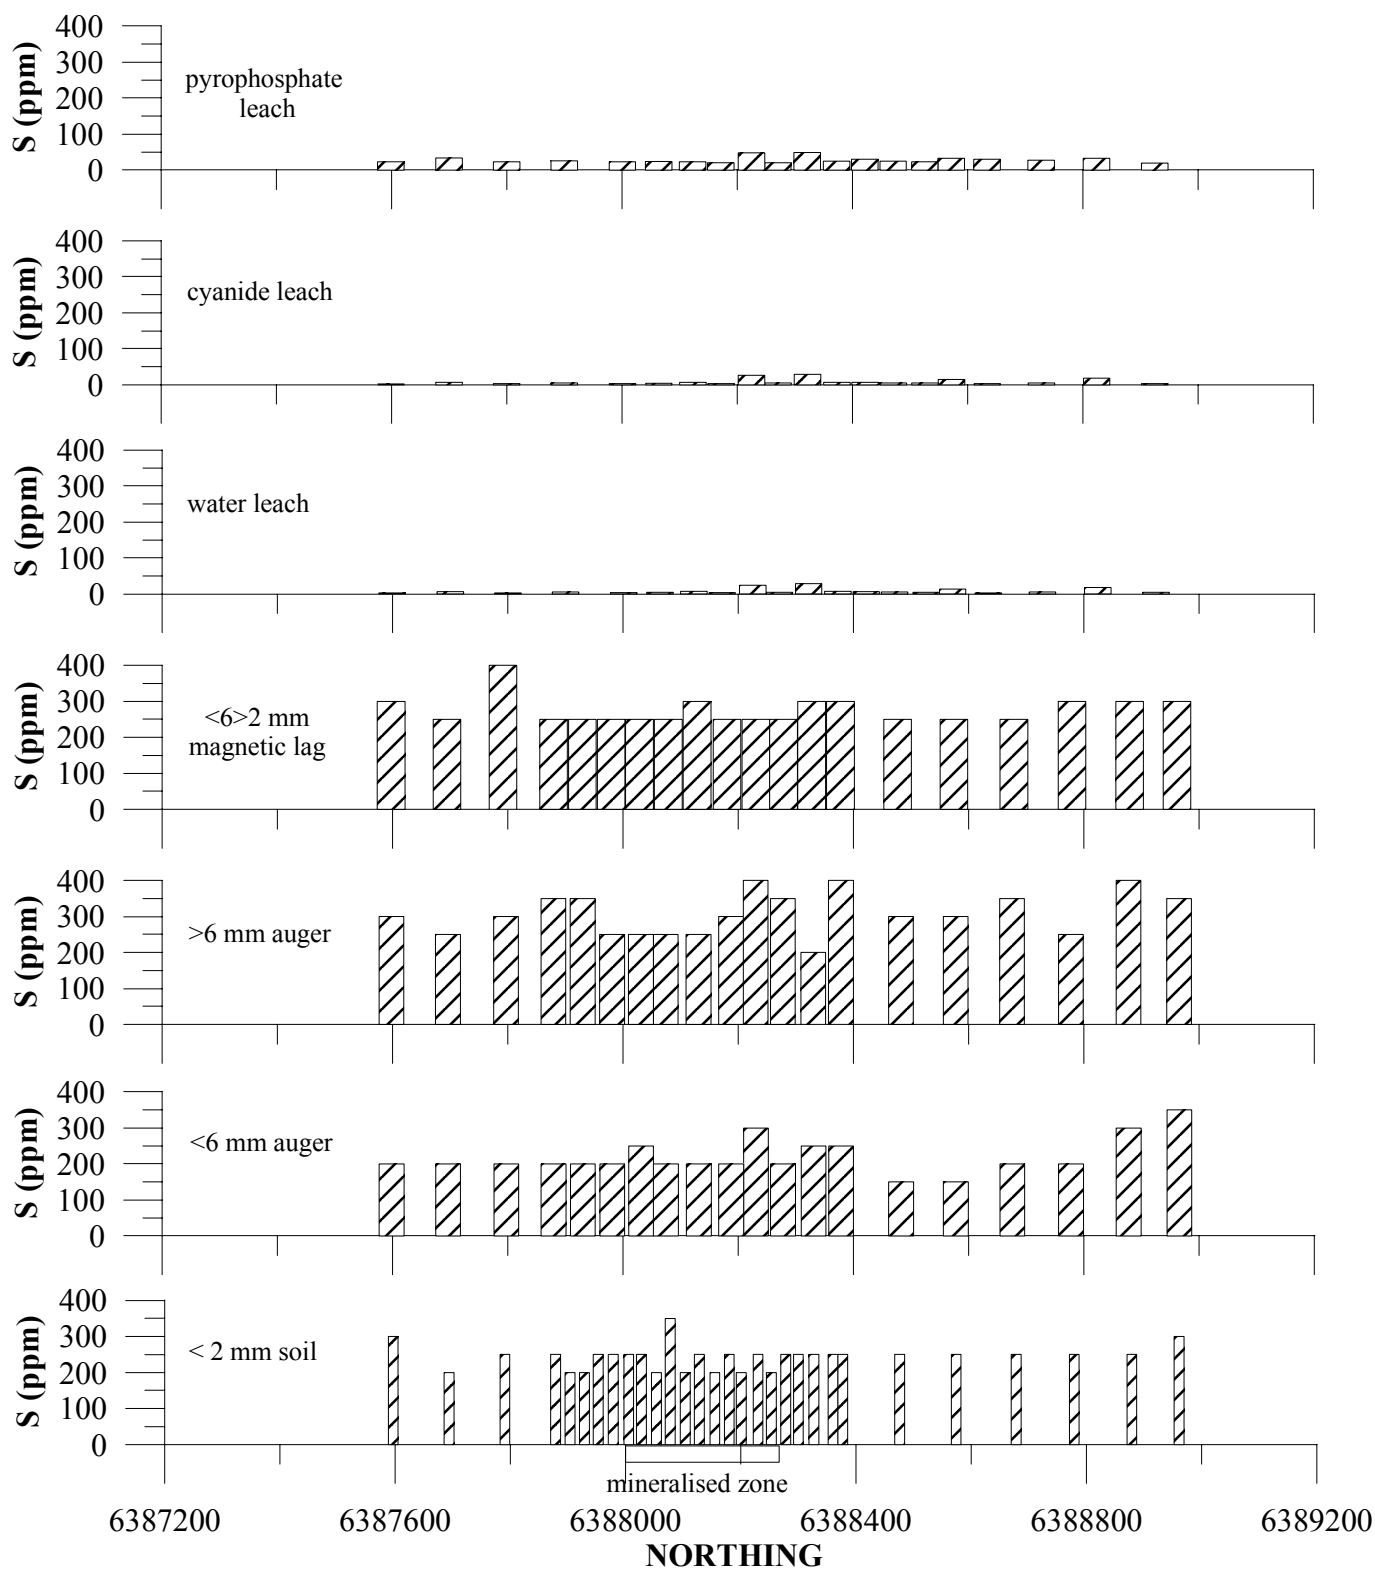 400
300
200
100
0
S (ppm)
pyrophosphate
leach
400
300
200
100
0
S (ppm)
cyanide leach
400
300
200
100
0
S (ppm)
water leach
400
300
200
100
0
S (ppm)
<6>2 mm
magnetic lag
400
300
200
100
0
S (ppm)
>6 mm auger
400
300
200
100
0
S (ppm)
<6 mm auger
400
300
200
100
0
S (ppm)
< 2 mm soil
mineralised zone
6387200 6387600 6388000 6388400 6388800 6389200
NORTHING